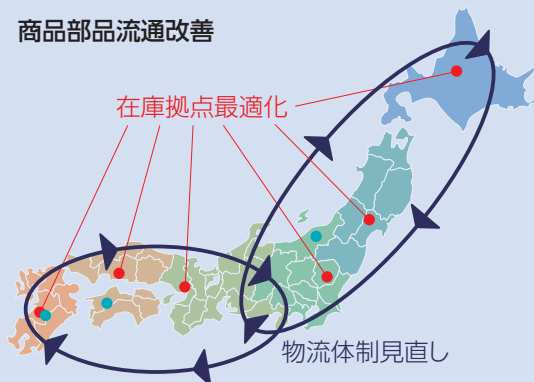 商品部品流通改善
在庫拠点最適化
物流体制見直し